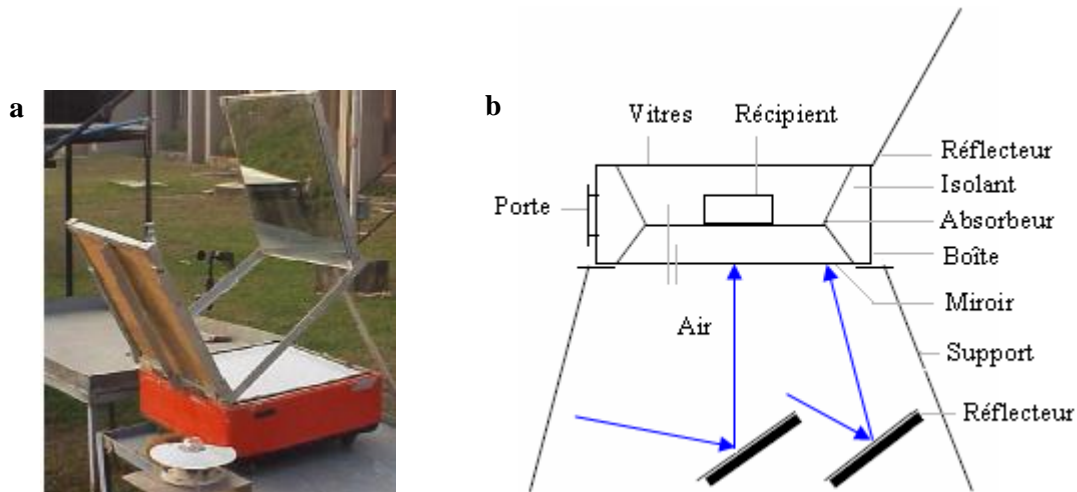 a
b
Vitres
Récipient
Réflecteur
Isolant
Porte
Absorbeur
Boîte
Miroir
Air
Support
Réflecteur